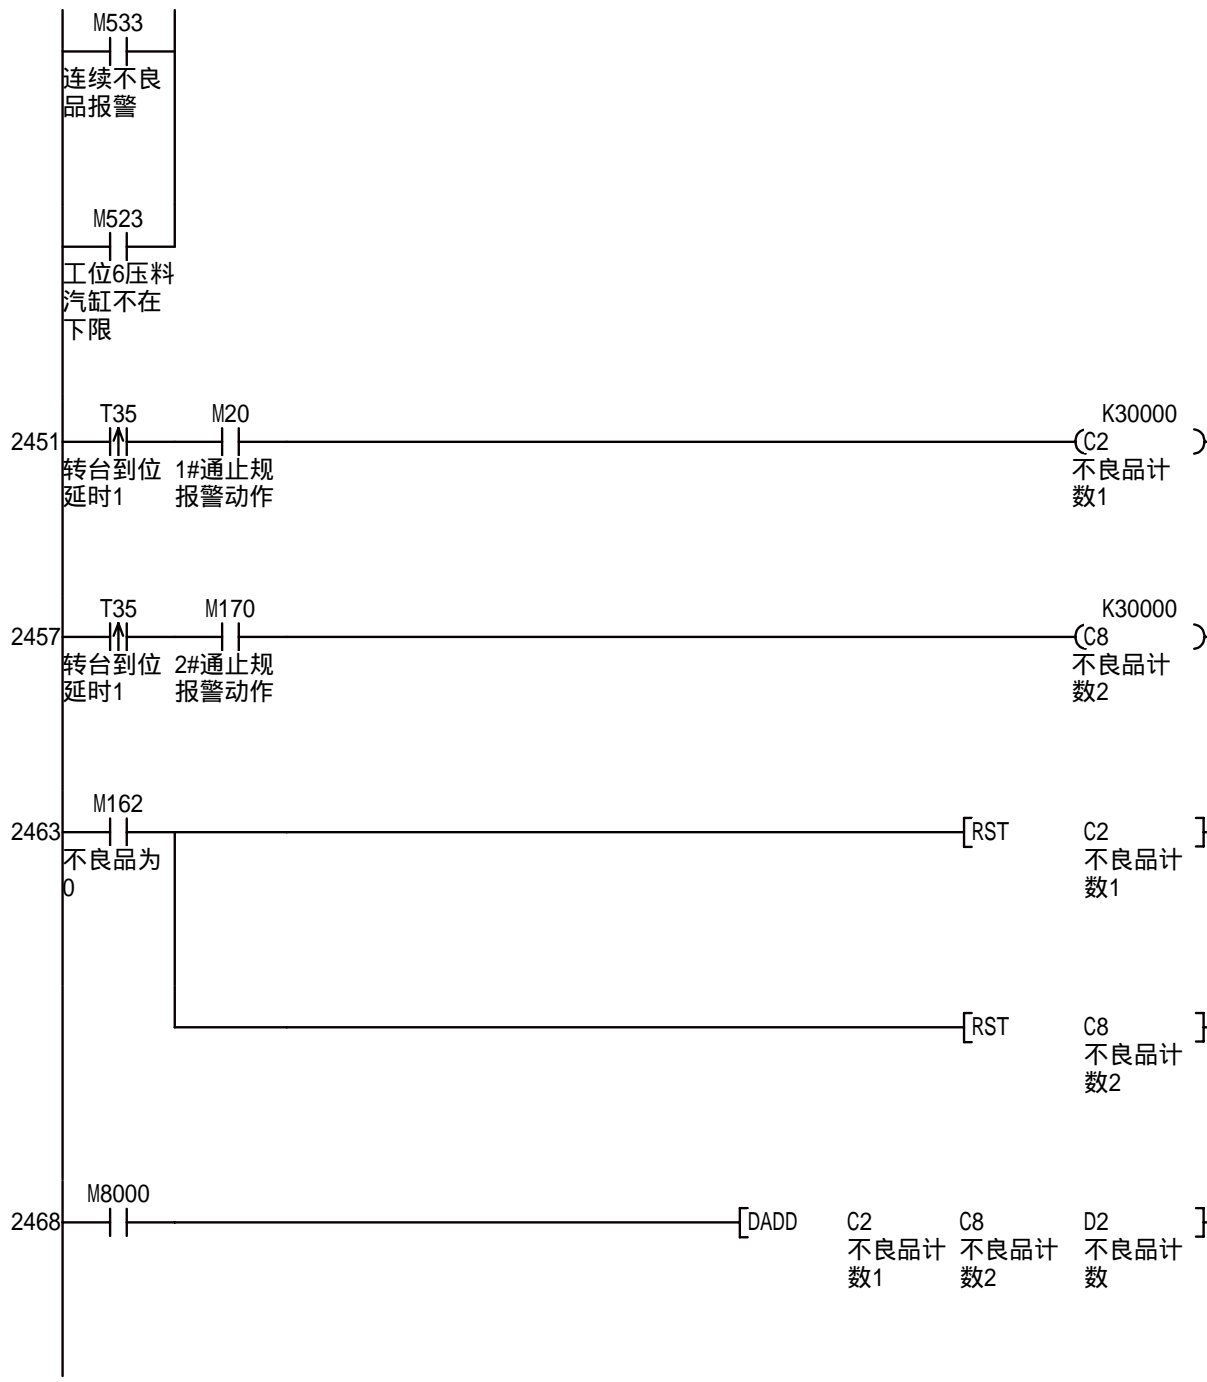 M533
连续不良
品报警
M523
工位6压料
汽缸不在
下限
T35 M20 K30000
2451 C2
转台到位 1#通止规 不良品计
延时1 报警动作 数1
T35 M170 K30000
2457 C8
转台到位 2#通止规 不良品计
延时1 报警动作 数2
M162
2463 RST C2
不良品为 不良品计
0 数1
RST C8
不良品计
数2
M8000
2468 DADD C2 C8 D2
不良品计 不良品计 不良品计
数1 数2 数